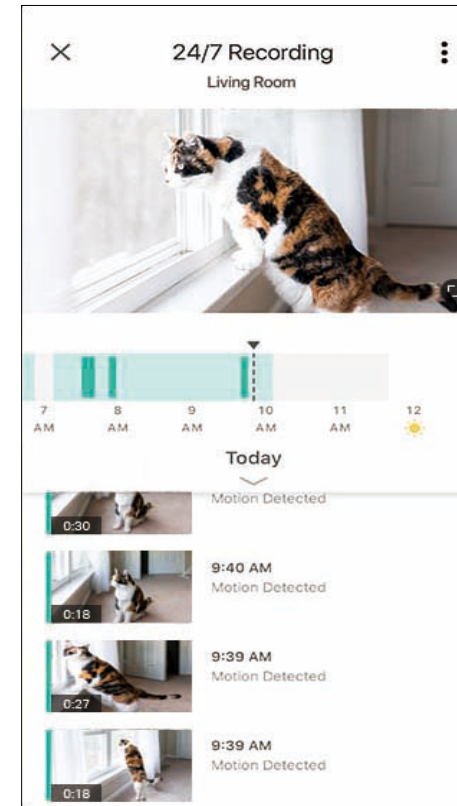 24/7 Recording
Living Room
7 8 9 10 11 12
AM AM AM AM AM
Today
Motion Detected
0:30
9:40 AM
Motion Detected
0:18
9:39 AM
Motion Detected
0:27
9:39 AM
Motion Detected
0:18